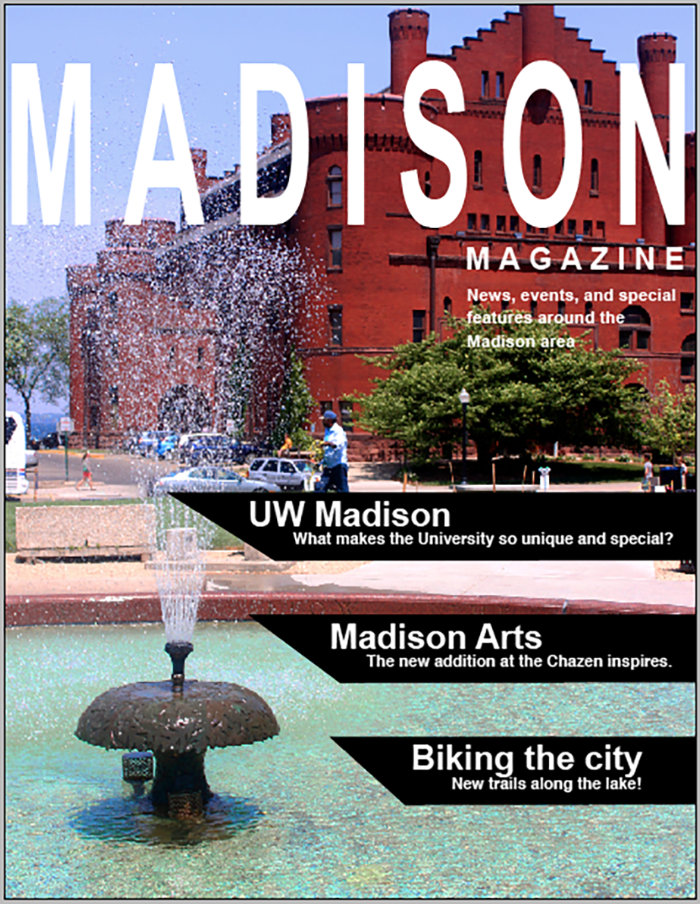 MADISON
MAGAZINE
News, events, and special
features around the
Madison area
UW Madison
What makes the University so unique and special?
Madison Arts
The new addition at the Chazen inspires.
Biking the city
New trails along the lake!